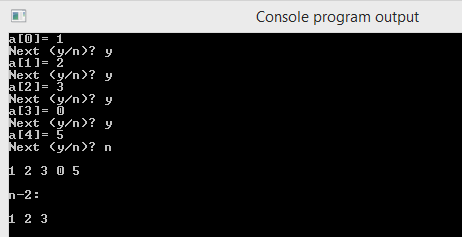 Console program output
a[0]= 1
Next (y/n)? y
a[1]= 2
Next (y/n)? y
a[2]= 3
Next (y/n)? y
a[3]= 0
Next (y/n)? y
a[4]= 5
Next (y/n)? n
1 2 3 0 5
n-2:
1 2 3